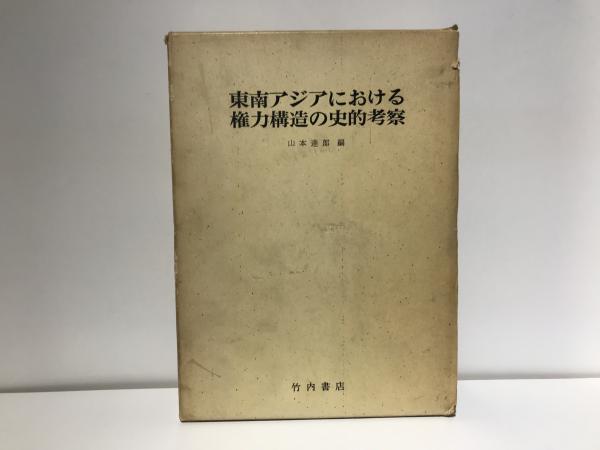 東南アジアにおける
権力構造の史的考察
山本達郎 編
竹内書店